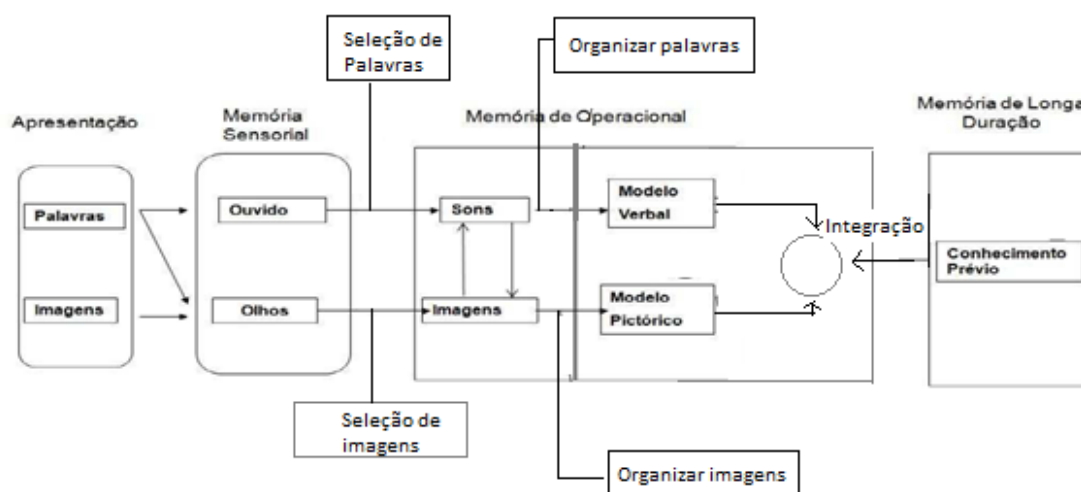 Seleção de
Palavras
Organizar palavras
Apresentação
Memória
Sensorial
Memória de Operacional
Memória de Longa
Duração
Palavras
Ouvido
Sons
Modelo
Verbal
Integração
Conhecimento
Prévio
Imagens
Olhos
Imagens
Modelo
Pictórico
Seleção de
imagens
Organizar imagens